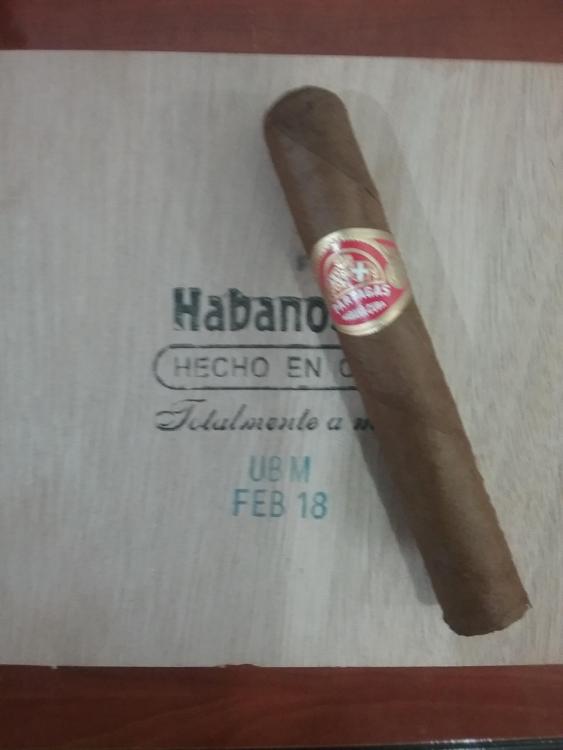 Habano
HECHO EN C
Totalmente a m
UBM
FEB 18
PARTAGAS